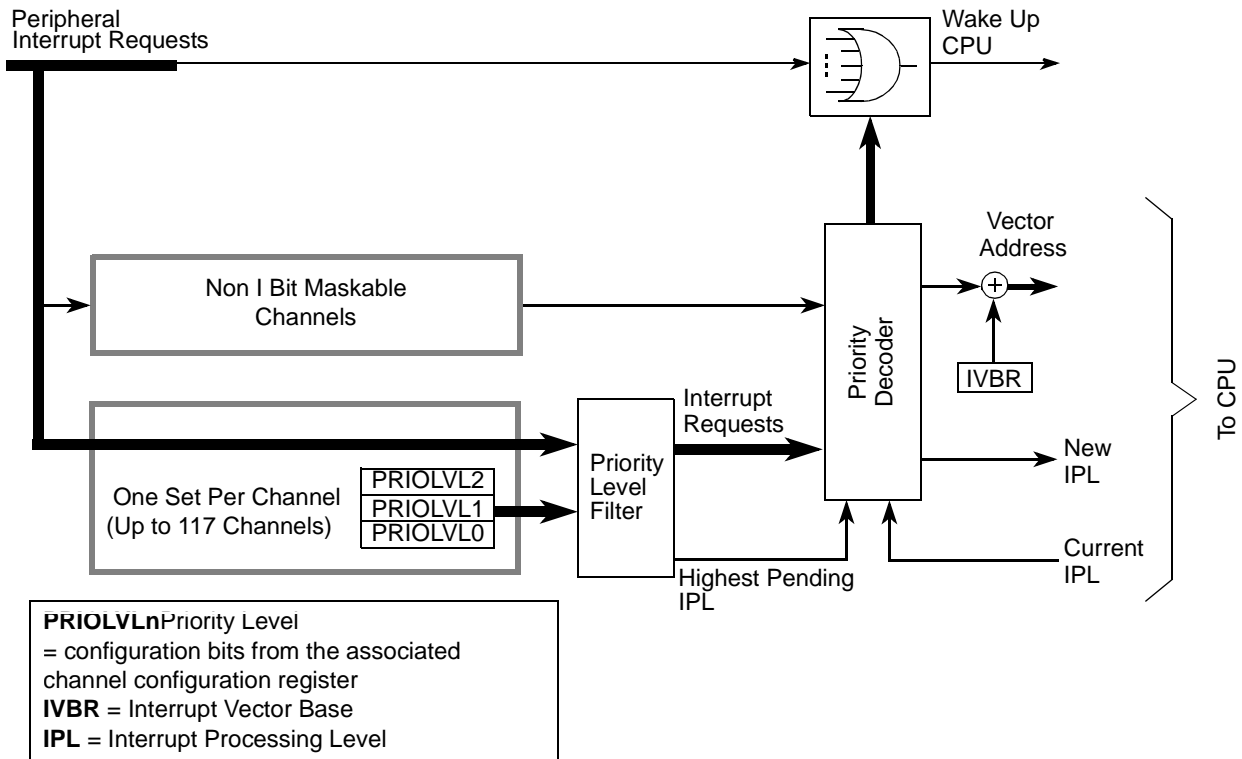 Peripheral
Interrupt Requests
Wake Up
CPU
Non I Bit Maskable
Channels
Priority
Decoder
Vector
Address
IVBR
To CPU
Interrupt
Requests
Priority
Level
Filter
One Set Per Channel
(Up to 117 Channels)
PRIOLVL2
PRIOLVL1
PRIOLVL0
Highest Pending
IPL
New
IPL
Current
IPL
PRIOLVLnPriority Level
= configuration bits from the associated
channel configuration register
IVBR = Interrupt Vector Base
IPL = Interrupt Processing Level